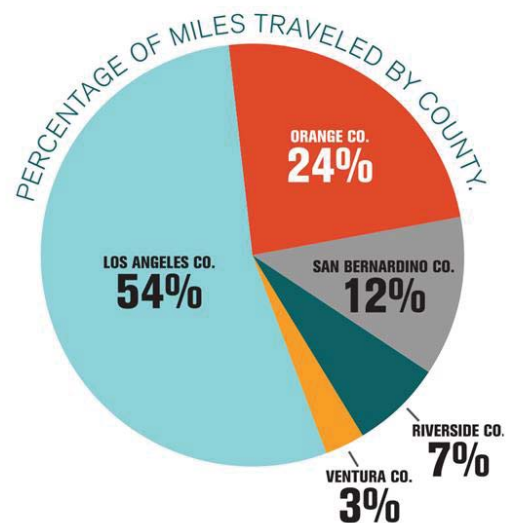 PERCENTAGE OF MILES TRAVELED BY COUNTY.
ORANGE CO.
24%
LOS ANGELES CO.
54%
SAN BERNARDINO CO.
12%
RIVERSIDE CO.
7%
VENTURA CO.
3%